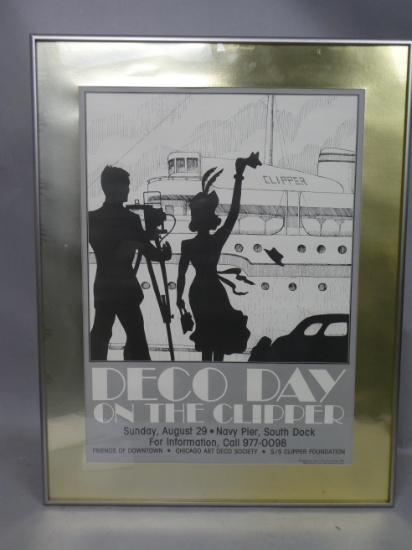 CLIPPER
DECO DAY
ON THE CLIPPER
Sunday, August 29 • Navy Pier, South Dock
For Information, Call 977-0098
FRIENDS OF DOWNTOWN • CHICAGO ART DECO SOCIETY • S/S CLIPPER FOUNDATION